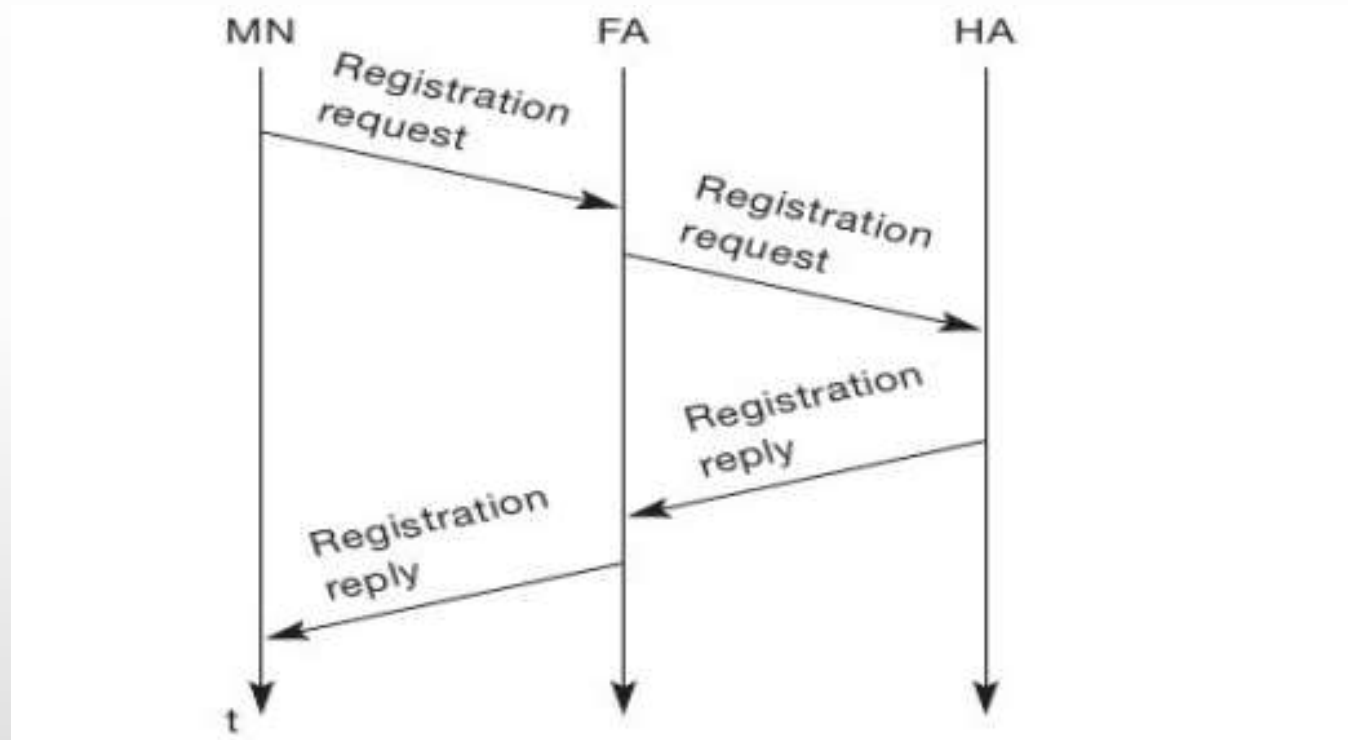 MN FA HA
Registration
request
Registration
request
Registration
reply
Registration
reply
t